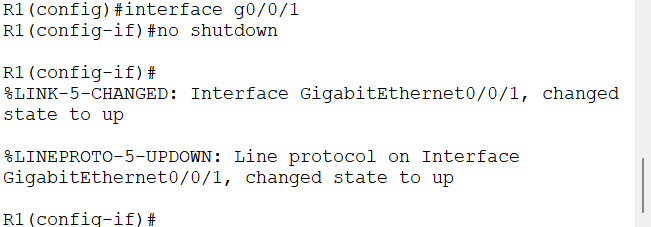 R1(config)#interface g0/0/1
R1(config-if)#no shutdown
R1(config-if)#
%LINK-5-CHANGED: Interface GigabitEthernet0/0/1, changed
state to up
%LINEPROTO-5-UPDOWN: Line protocol on Interface
GigabitEthernet0/0/1, changed state to up
R1(config-if)#